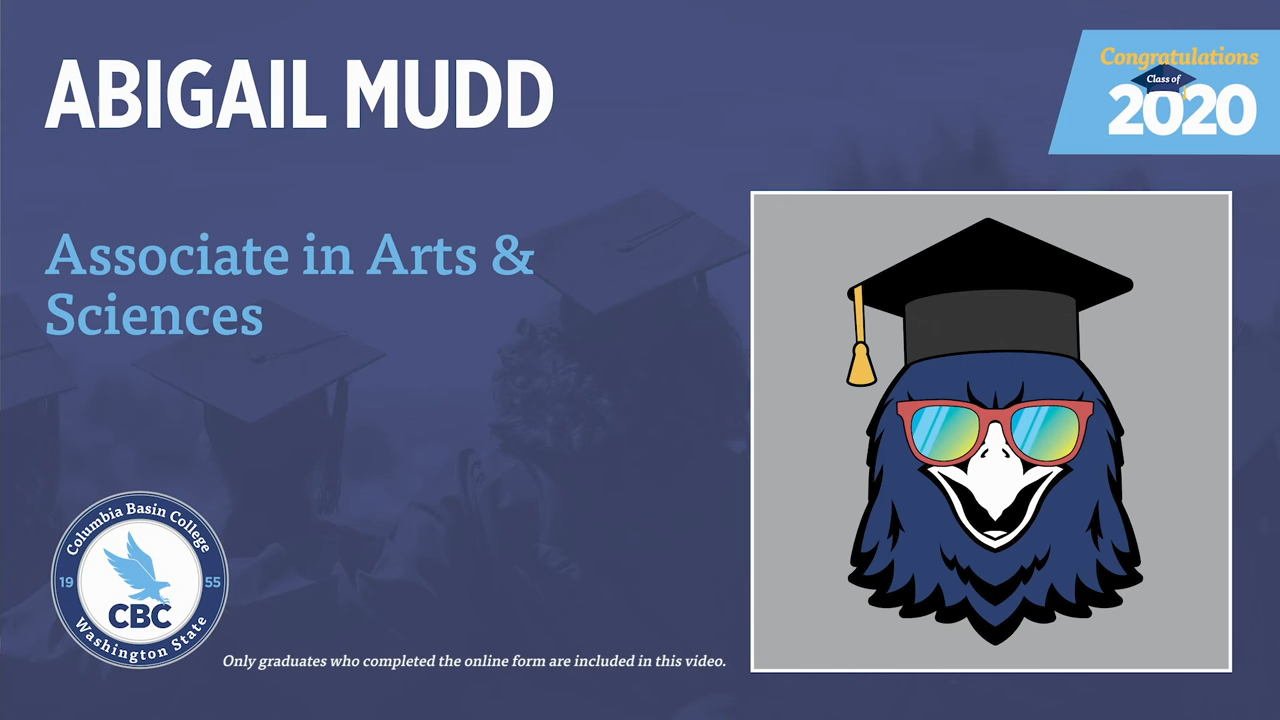 ABIGAIL MUDD
Congratulations
Class of
2020
Associate in Arts &
Sciences
Columbia Basin College
19 55
CBC
Washington State
Only graduates who completed the online form are included in this video.